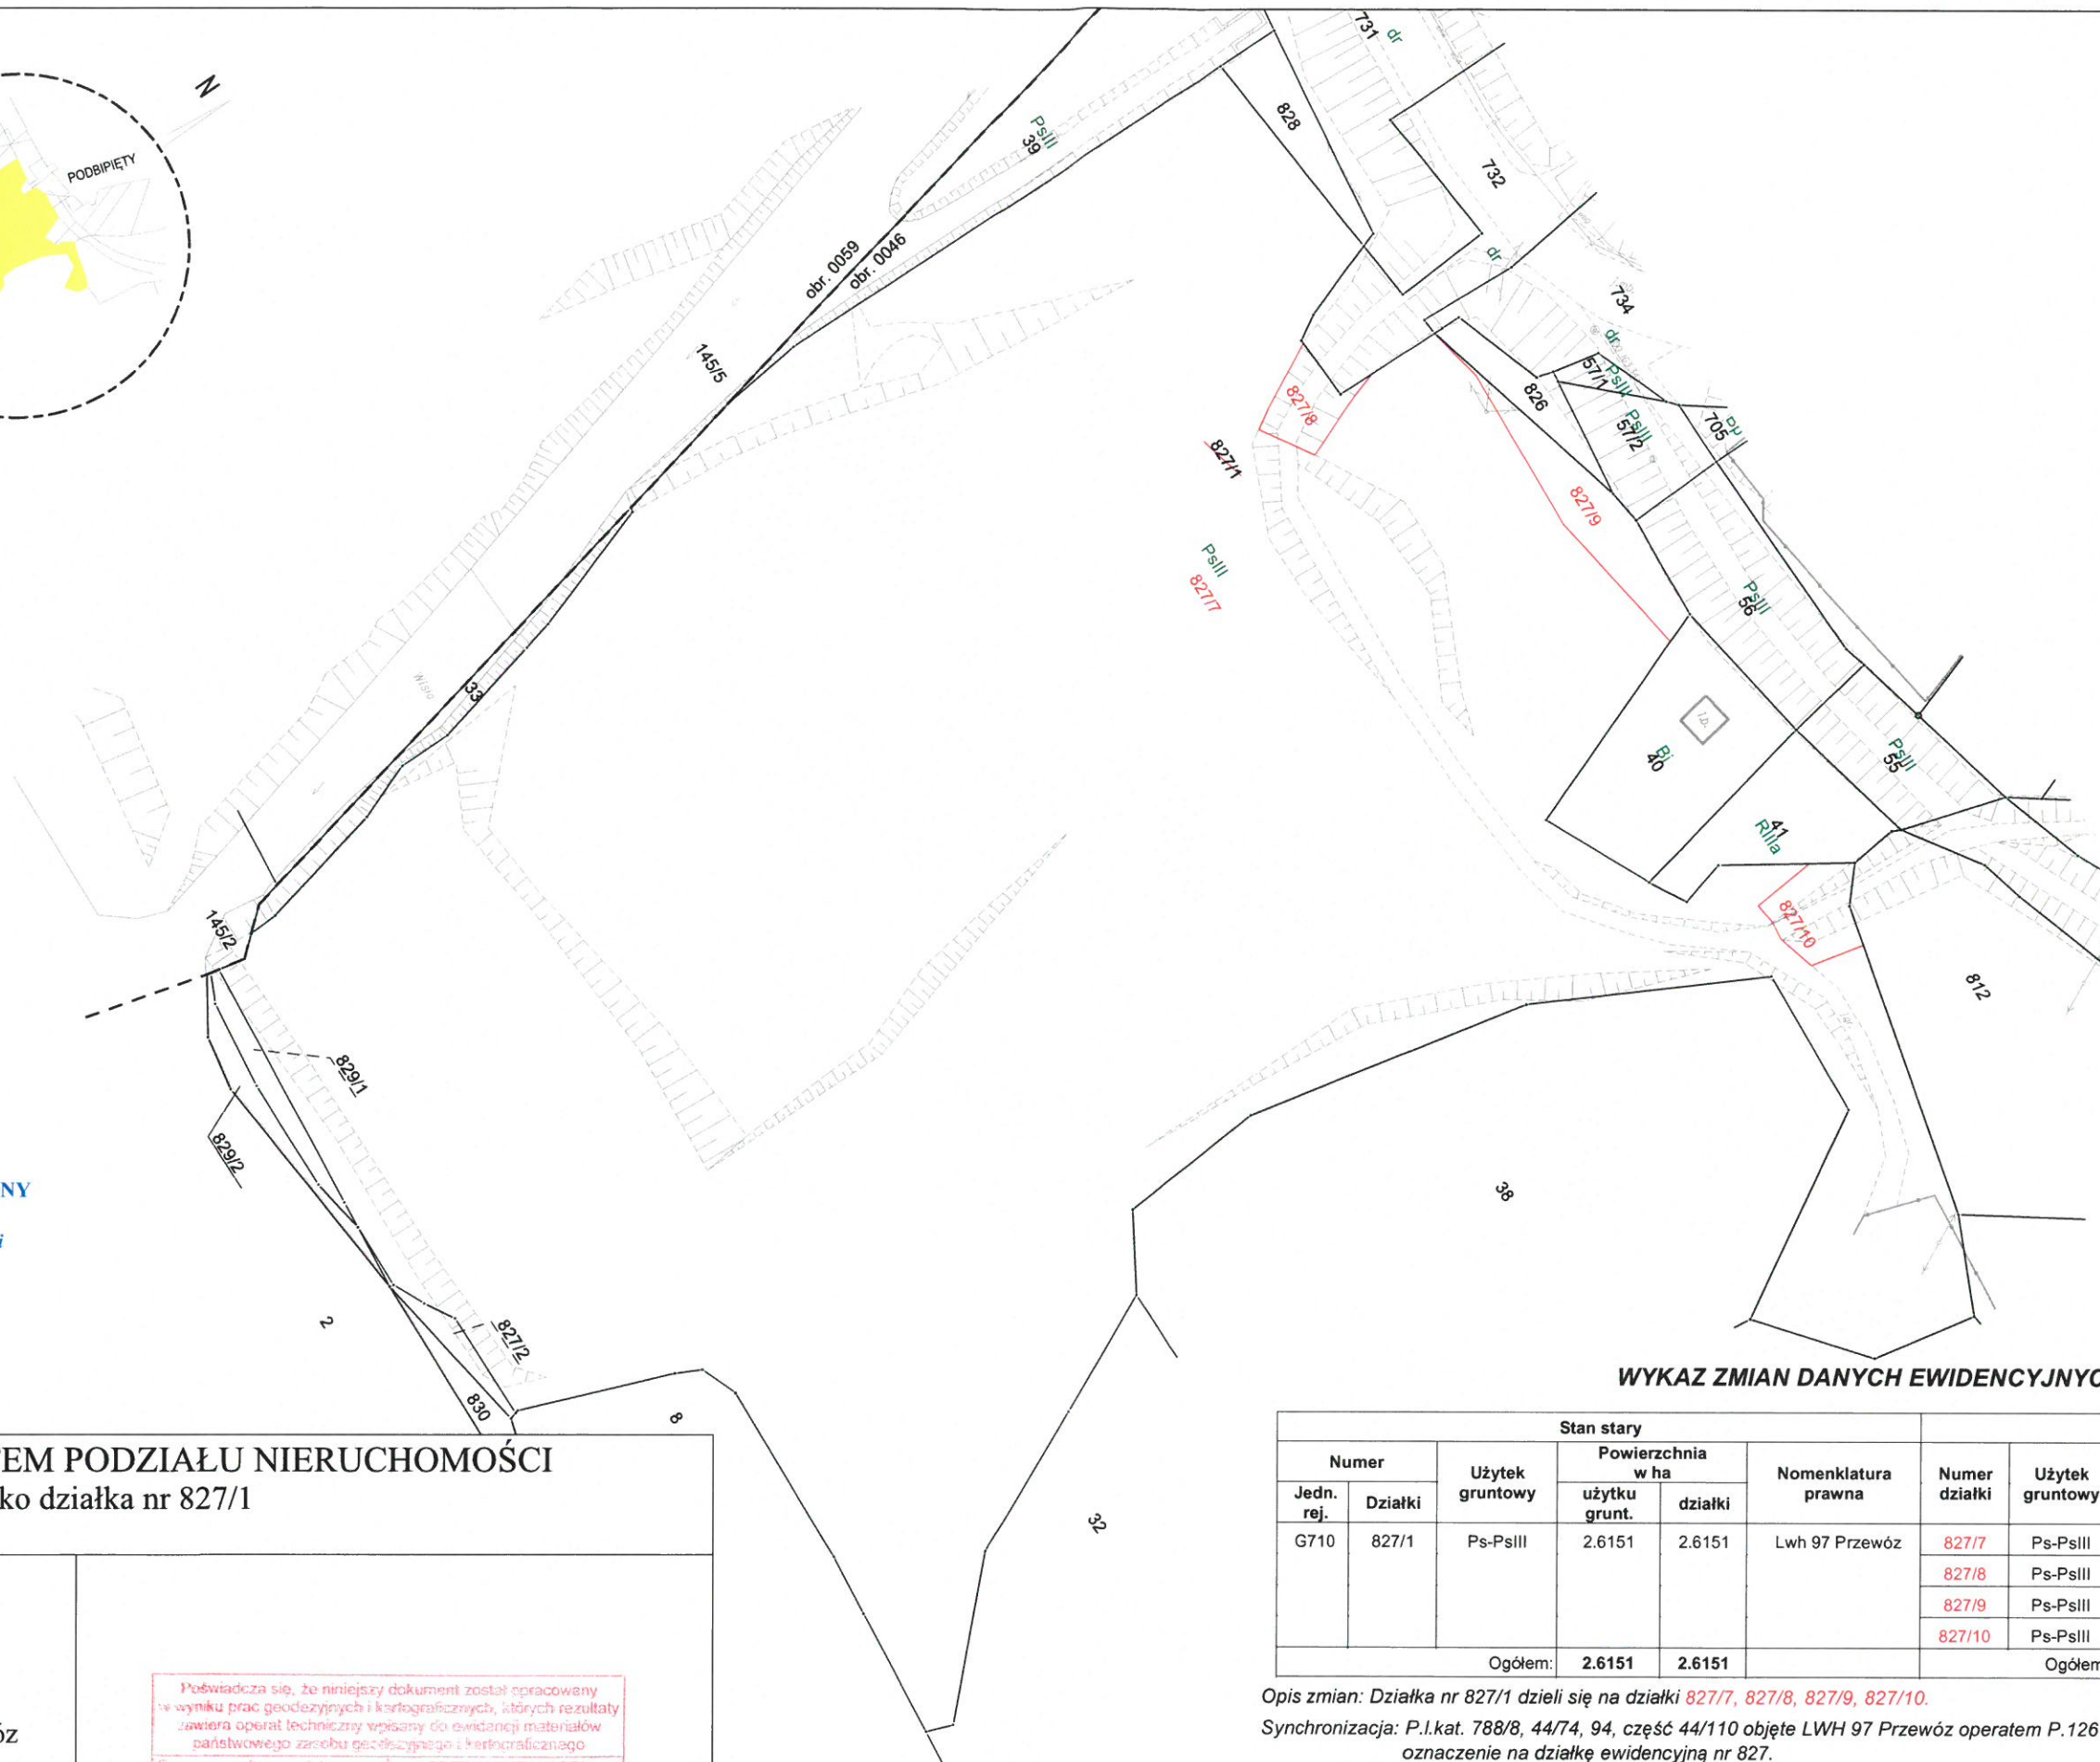 N
PODBIPIĘTY
731
dr
828
PsIII
39
732
obr. 0059
obr. 0046
dr
734
145/5
dr
57/1
PsIII
826
PsIII
57/2
705
827/8
827/1
827/9
PsIII
827/7
PsIII
56
Wisła
33
i.b.
Bi
40
PsIII
55
41
RIIIa
145/2
827/10
812
829/1
829/2
38
NY
i
2
827/2
830
8
32
TEM PODZIAŁU NIERUCHOMOŚCI
ko działka nr 827/1
óz
Poświadcza się, że niniejszy dokument został opracowany
w wyniku prac geodezyjnych i kartograficznych, których rezultaty
zawiera operat techniczny wpisany do ewidencji materiałów
państwowego zasobu geodezyjnego i kartograficznego
WYKAZ ZMIAN DANYCH EWIDENCYJNYC
Stan stary
Numer
Użytek gruntowy
Powierzchnia w ha
Nomenklatura prawna
Numer działki
Użytek gruntowy
Jedn. rej.
Działki
użytku grunt.
działki
G710 827/1 Ps-PsIII 2.6151 2.6151 Lwh 97 Przewóz 827/7 Ps-PsIII
827/8 Ps-PsIII
827/9 Ps-PsIII
827/10 Ps-PsIII
Ogółem: 2.6151 2.6151 Ogółem
Opis zmian: Działka nr 827/1 dzieli się na działki 827/7, 827/8, 827/9, 827/10.
Synchronizacja: P.I.kat. 788/8, 44/74, 94, część 44/110 objęte LWH 97 Przewóz operatem P.126
oznaczenie na działkę ewidencyjną nr 827.